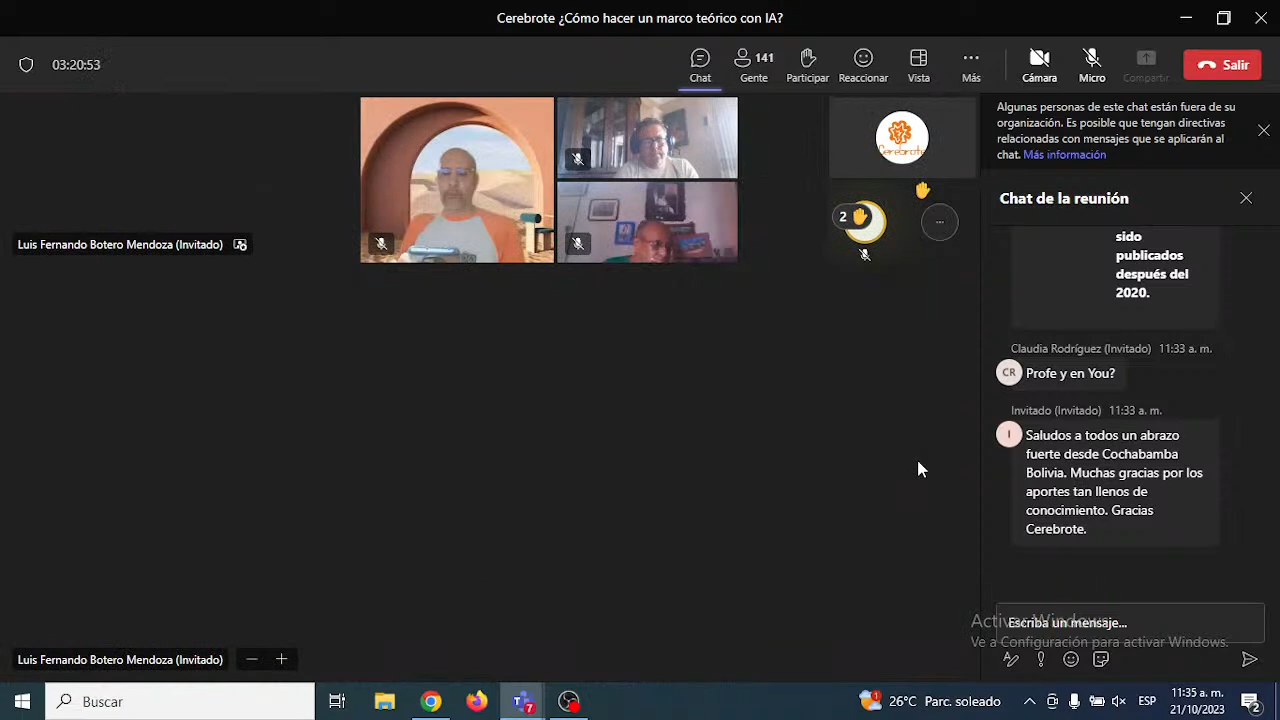 Cerebrote ¿Cómo hacer un marco teórico con IA?
03:20:53
Chat
141
Gente
Participar
Reaccionar
Vista
Más
Cámara
Micro
Compartir
Salir
Luis Fernando Botero Mendoza (Invitado)
Cerebrote
2
Algunas personas de este chat están fuera de su
organización. Es posible que tengan directivas
relacionadas con mensajes que se aplicarán al
chat. Más información
Chat de la reunión
sido
publicados
después del
2020.
Claudia Rodríguez (Invitado) 11:33 a. m.
CR
Profe y en You?
Invitado (Invitado) 11:33 a. m.
I
Saludos a todos un abrazo
fuerte desde Cochabamba
Bolivia. Muchas gracias por los
aportes tan llenos de
conocimiento. Gracias
Cerebrote.
Escriba un mensaje...
Activar Windows
Ve a Configuración para activar Windows.
Luis Fernando Botero Mendoza (Invitado)
Buscar
7
1
26°C Parc. soleado
ESP
11:35 a. m.
21/10/2023
2